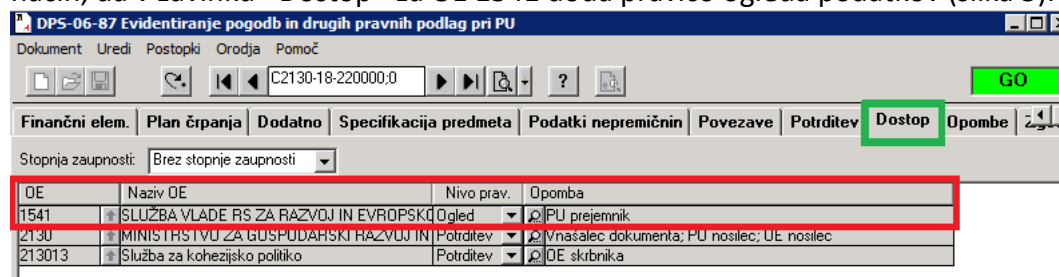 način, da v zavihku "Dostop" za OE 1541 doda pravico ogleda podatkov (slika 3).
DPS-06-87 Evidentiranje pogodb in drugih pravnih podlag pri PU
Dokument Uredi Postopki Orodja Pomoč
C2130-18-220000;0 ? GO
Finančni elem. Plan črpanja Dodatno Specifikacija predmeta Podatki nepremičnin Povezave Potrditev Dostop Opombe
Stopnja zaupnosti: Brez stopnje zaupnosti
OE Naziv OE Nivo prav. Opomba
1541 SLUŽBA VLADE RS ZA RAZVOJ IN EVROPSKO Ogled PU prejemnik
2130 MINISTRSTVO ZA GOSPODARSKI RAZVOJ IN Potrditev Vnašalec dokumenta; PU nosilec; OE nosilec
213013 Služba za kohezijsko politiko Potrditev OE skrbnika